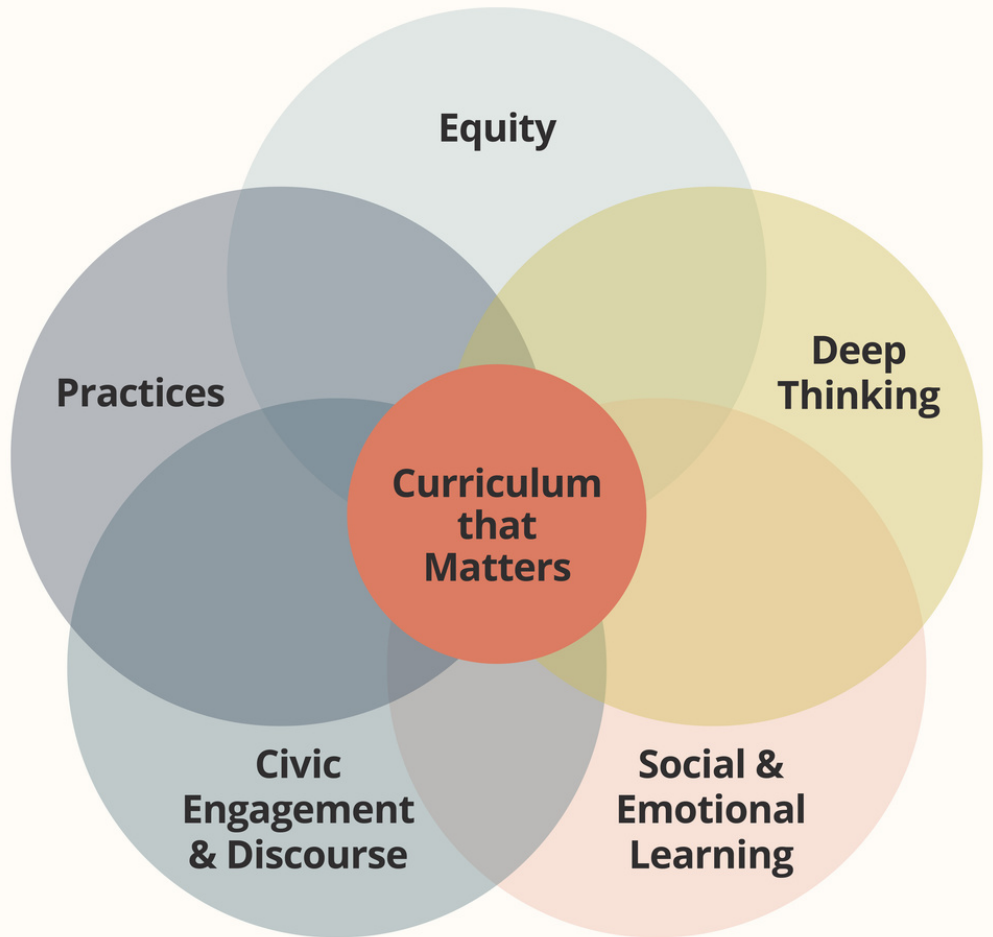 Equity
Deep
Thinking
Practices
Curriculum
that
Matters
Civic
Engagement
& Discourse
Social &
Emotional
Learning